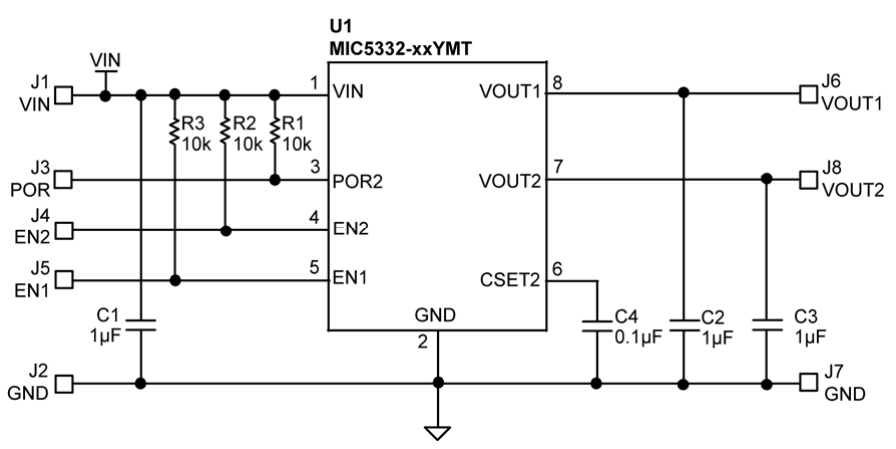 U1
MIC5332-xxYMT
VIN
J1
VIN
1
VIN
VOUT1
8
J6
VOUT1
R3
10k
R2
10k
R1
10k
J3
POR
3
POR2
VOUT2
7
J8
VOUT2
J4
EN2
4
EN2
J5
EN1
5
EN1
CSET2
6
C1
1µF
GND
2
C4
0.1µF
C2
1µF
C3
1µF
J2
GND
J7
GND